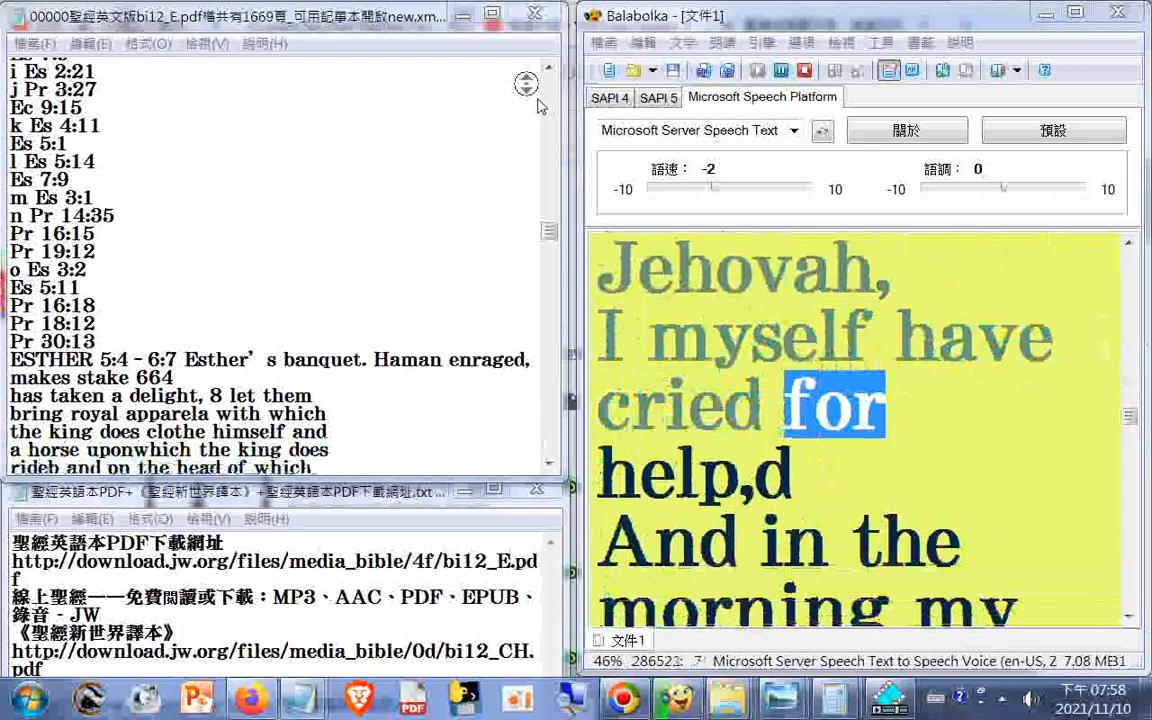 00000聖經英文版bi12_E.pdf檔共有1669頁_可用記事本開啟new.xm...
檔案(F) 編輯(E) 格式(O) 檢視(V) 說明(H)
i Es 2:21
j Pr 3:27
Ec 9:15
k Es 4:11
Es 5:1
l Es 5:14
Es 7:9
m Es 3:1
n Pr 14:35
Pr 16:15
Pr 19:12
o Es 3:2
Es 5:11
Pr 16:18
Pr 18:12
Pr 30:13
ESTHER 5:4–6:7 Esther’s banquet. Haman enraged,
makes stake 664
has taken a delight, 8 let them
bring royal apparela with which
the king does clothe himself and
a horse uponwhich the king does
rideb and on the head of which
聖經英語本PDF+《聖經新世界譯本》+聖經英語本PDF下載網址.txt ...
檔案(F) 編輯(E) 格式(O) 檢視(V) 說明(H)
聖經英語本PDF下載網址
http://download.jw.org/files/media_bible/4f/bi12_E.pd
f
線上聖經——免費閱讀或下載：MP3、AAC、PDF、EPUB、
錄音 - JW
《聖經新世界譯本》
http://download.jw.org/files/media_bible/0d/bi12_CH.
pdf
Balabolka - [文件1]
檔案 編輯 文字 朗讀 引擎 選項 檢視 工具 書籤 說明
SAPI 4 SAPI 5 Microsoft Speech Platform
Microsoft Server Speech Text 關於 預設
語速： -2 語調： 0
-10 10 -10 10
Jehovah,
I myself have
cried for
help,d
And in the
morning my
文件1
46% Microsoft Server Speech Text to Speech Voice (en-US, 7.08 MB
下午 07:58
2021/11/10